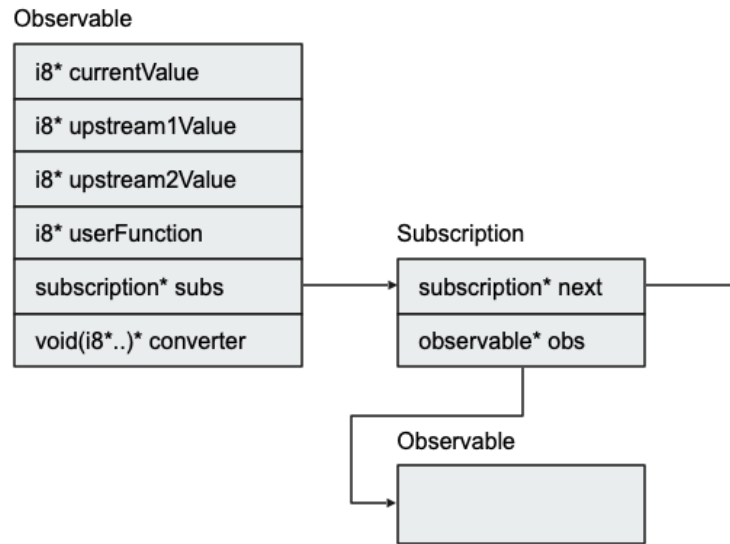 Observable
i8* currentValue
i8* upstream1Value
i8* upstream2Value
i8* userFunction
subscription* subs
void(i8*..)* converter
Subscription
subscription* next
observable* obs
Observable